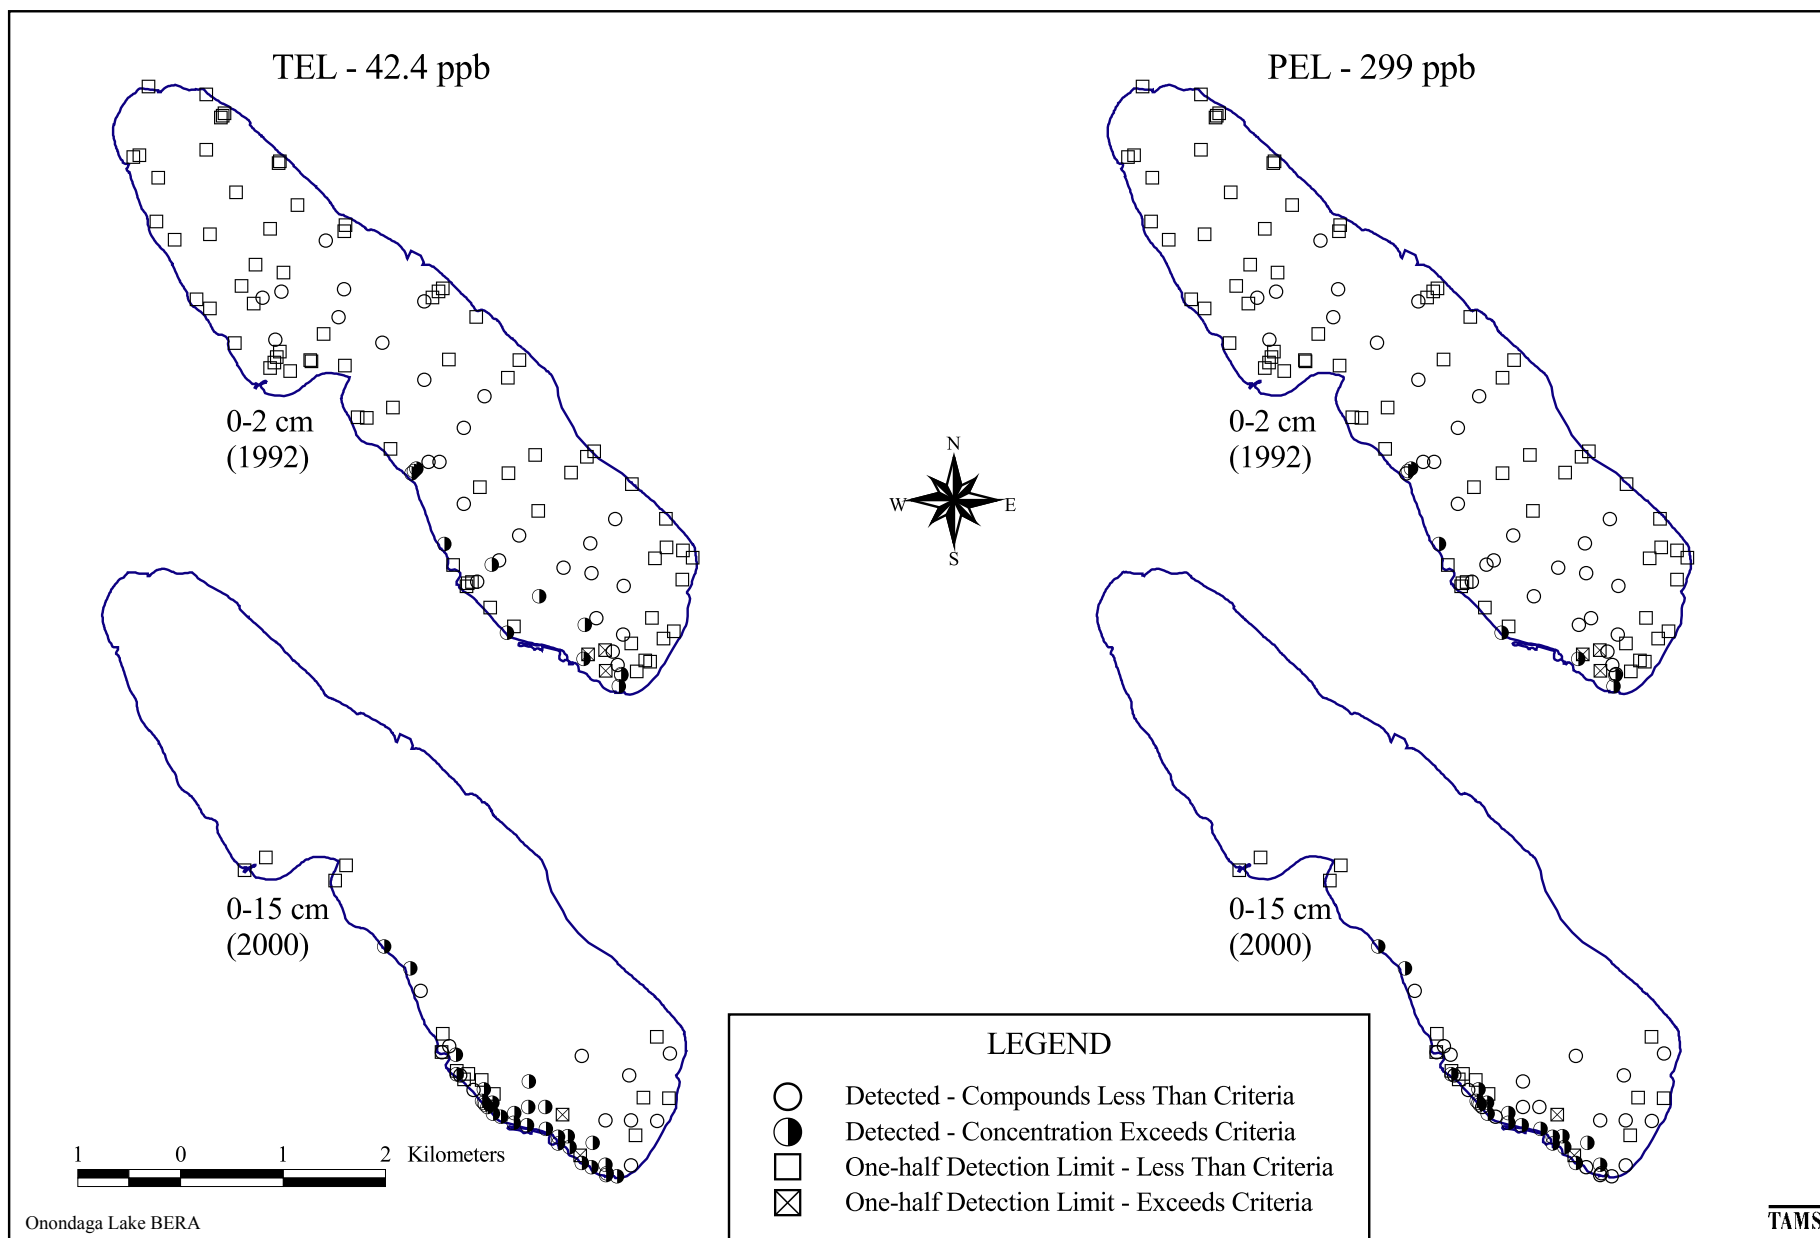 TEL - 42.4 ppb
PEL - 299 ppb
0-2 cm
(1992)
0-2 cm
(1992)
N
W
E
S
0-15 cm
(2000)
0-15 cm
(2000)
LEGEND
Detected - Compounds Less Than Criteria
Detected - Concentration Exceeds Criteria
One-half Detection Limit - Less Than Criteria
One-half Detection Limit - Exceeds Criteria
1 0 1 2 Kilometers
Onondaga Lake BERA
TAMS